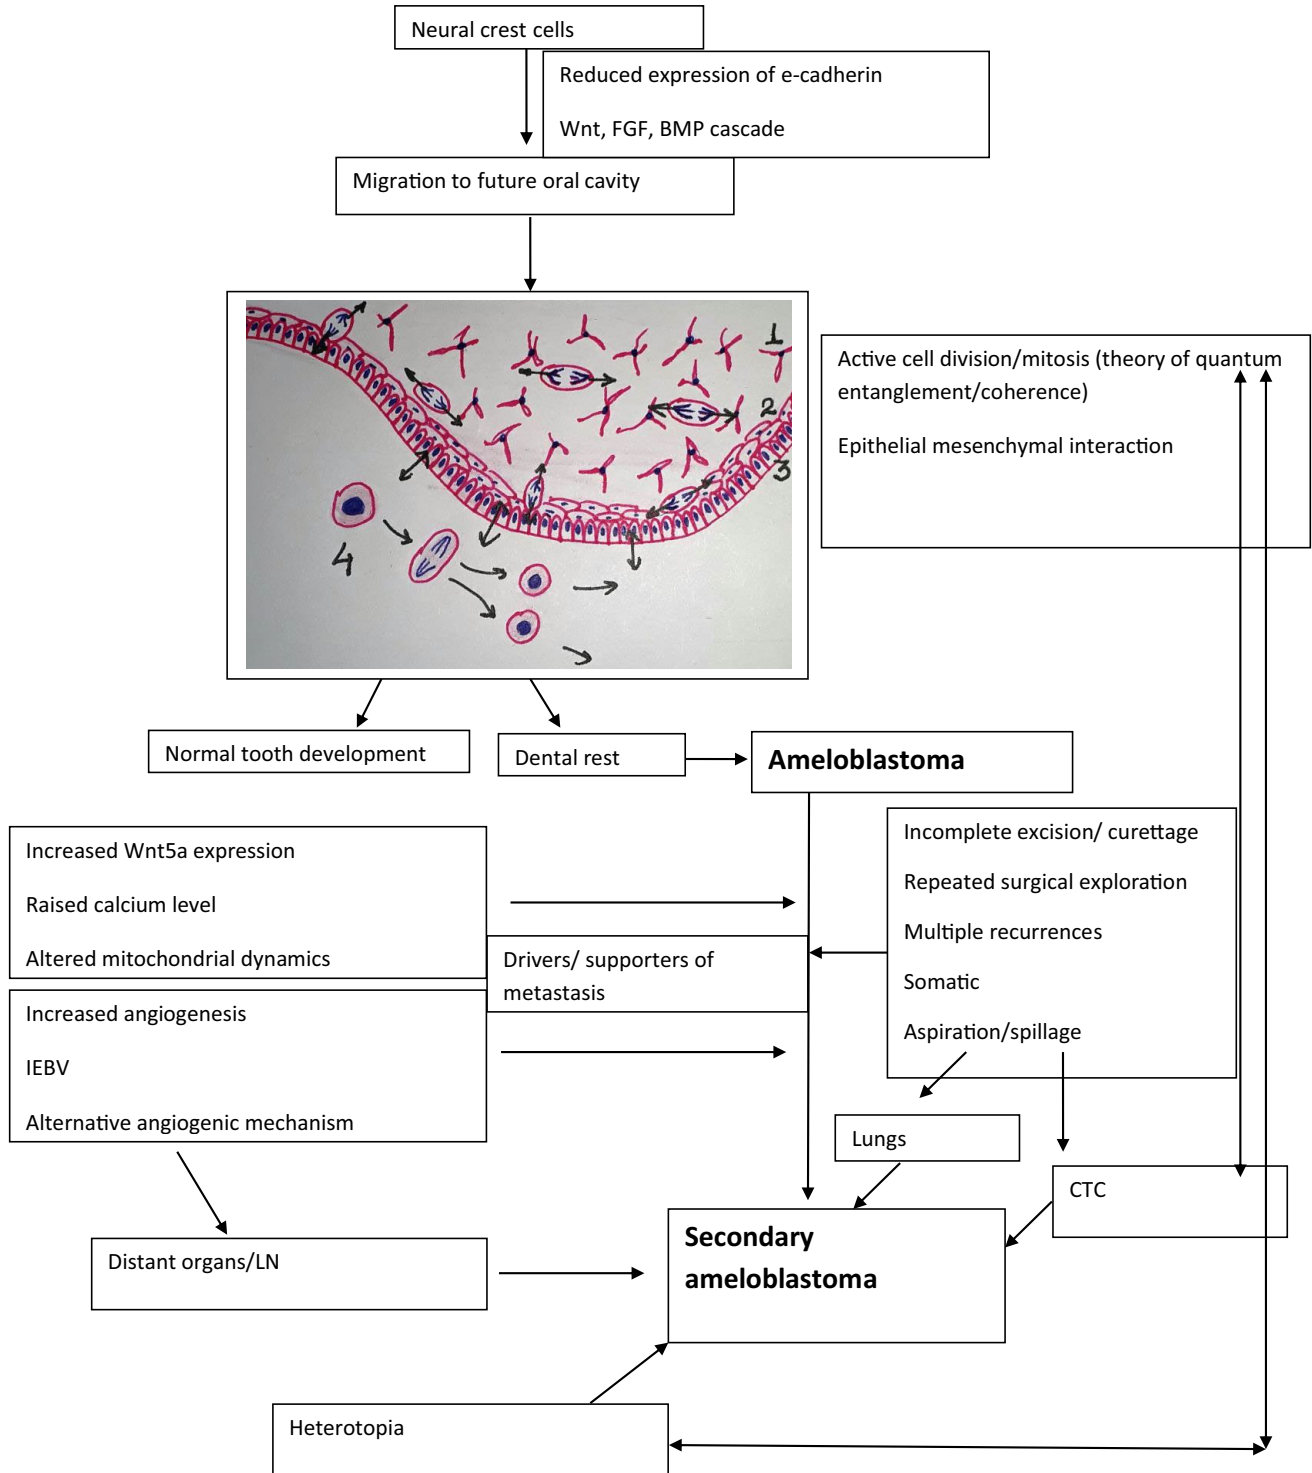 Neural crest cells
Reduced expression of e-cadherin
Wnt, FGF, BMP cascade
Migration to future oral cavity
1
2
3
4
Active cell division/mitosis (theory of quantum
entanglement/coherence)
Epithelial mesenchymal interaction
Normal tooth development
Dental rest
Ameloblastoma
Increased Wnt5a expression
Raised calcium level
Altered mitochondrial dynamics
Drivers/ supporters of
metastasis
Increased angiogenesis
IEBV
Alternative angiogenic mechanism
Incomplete excision/ curettage
Repeated surgical exploration
Multiple recurrences
Somatic
Aspiration/spillage
Lungs
CTC
Distant organs/LN
Secondary
ameloblastoma
Heterotopia